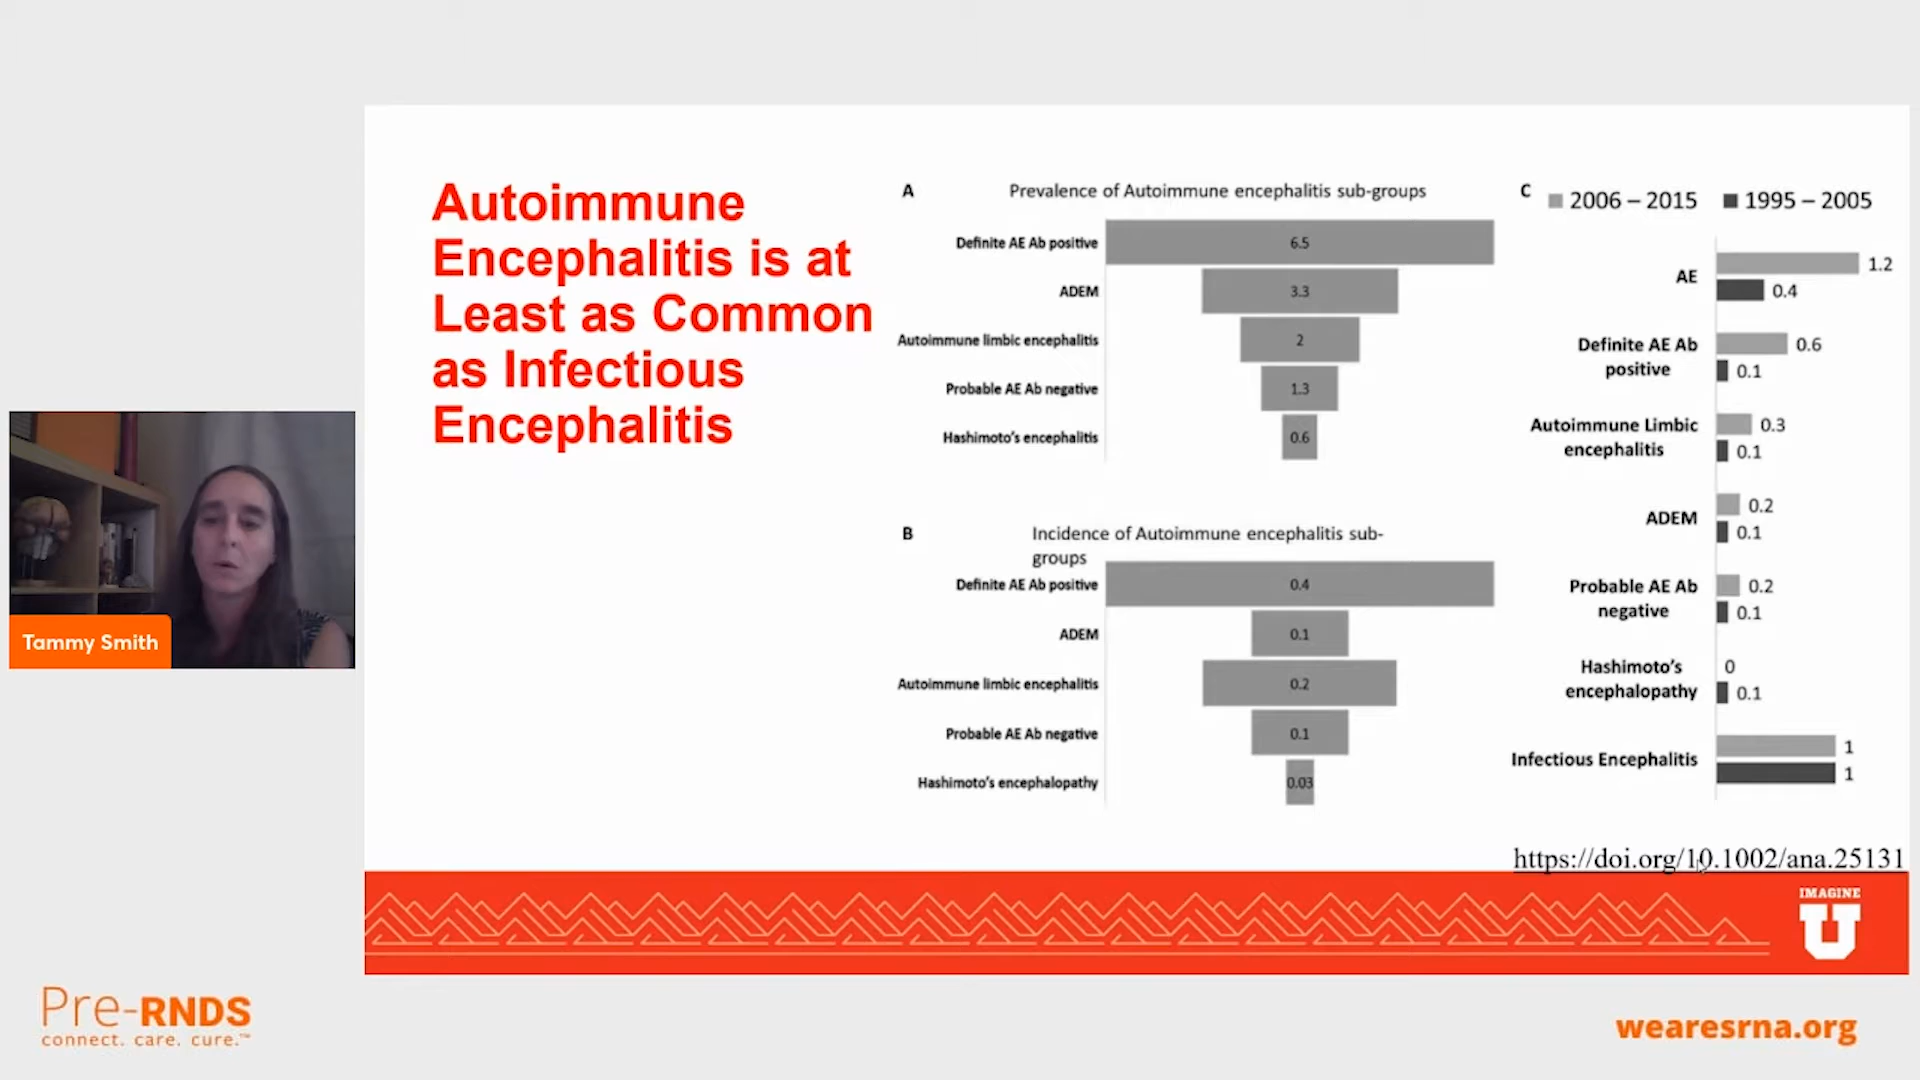 Autoimmune
Encephalitis is at
Least as Common
as Infectious
Encephalitis
A
Prevalence of Autoimmune encephalitis sub-groups
Definite AE Ab positive
6.5
ADEM
3.3
Autoimmune limbic encephalitis
2
Probable AE Ab negative
1.3
Hashimoto's encephalitis
0.6
B
Incidence of Autoimmune encephalitis sub-
groups
Definite AE Ab positive
0.4
ADEM
0.1
Autoimmune limbic encephalitis
0.2
Probable AE Ab negative
0.1
Hashimoto's encephalopathy
0.03
C
2006 – 2015
1995 – 2005
AE
1.2
0.4
Definite AE Ab
positive
0.6
0.1
Autoimmune Limbic
encephalitis
0.3
0.1
ADEM
0.2
0.1
Probable AE Ab
negative
0.2
0.1
Hashimoto's
encephalopathy
0
0.1
Infectious Encephalitis
1
1
https://doi.org/10.1002/ana.25131
IMAGINE
U
Tammy Smith
Pre-RNDS
connect. care. cure.™
wearesrna.org